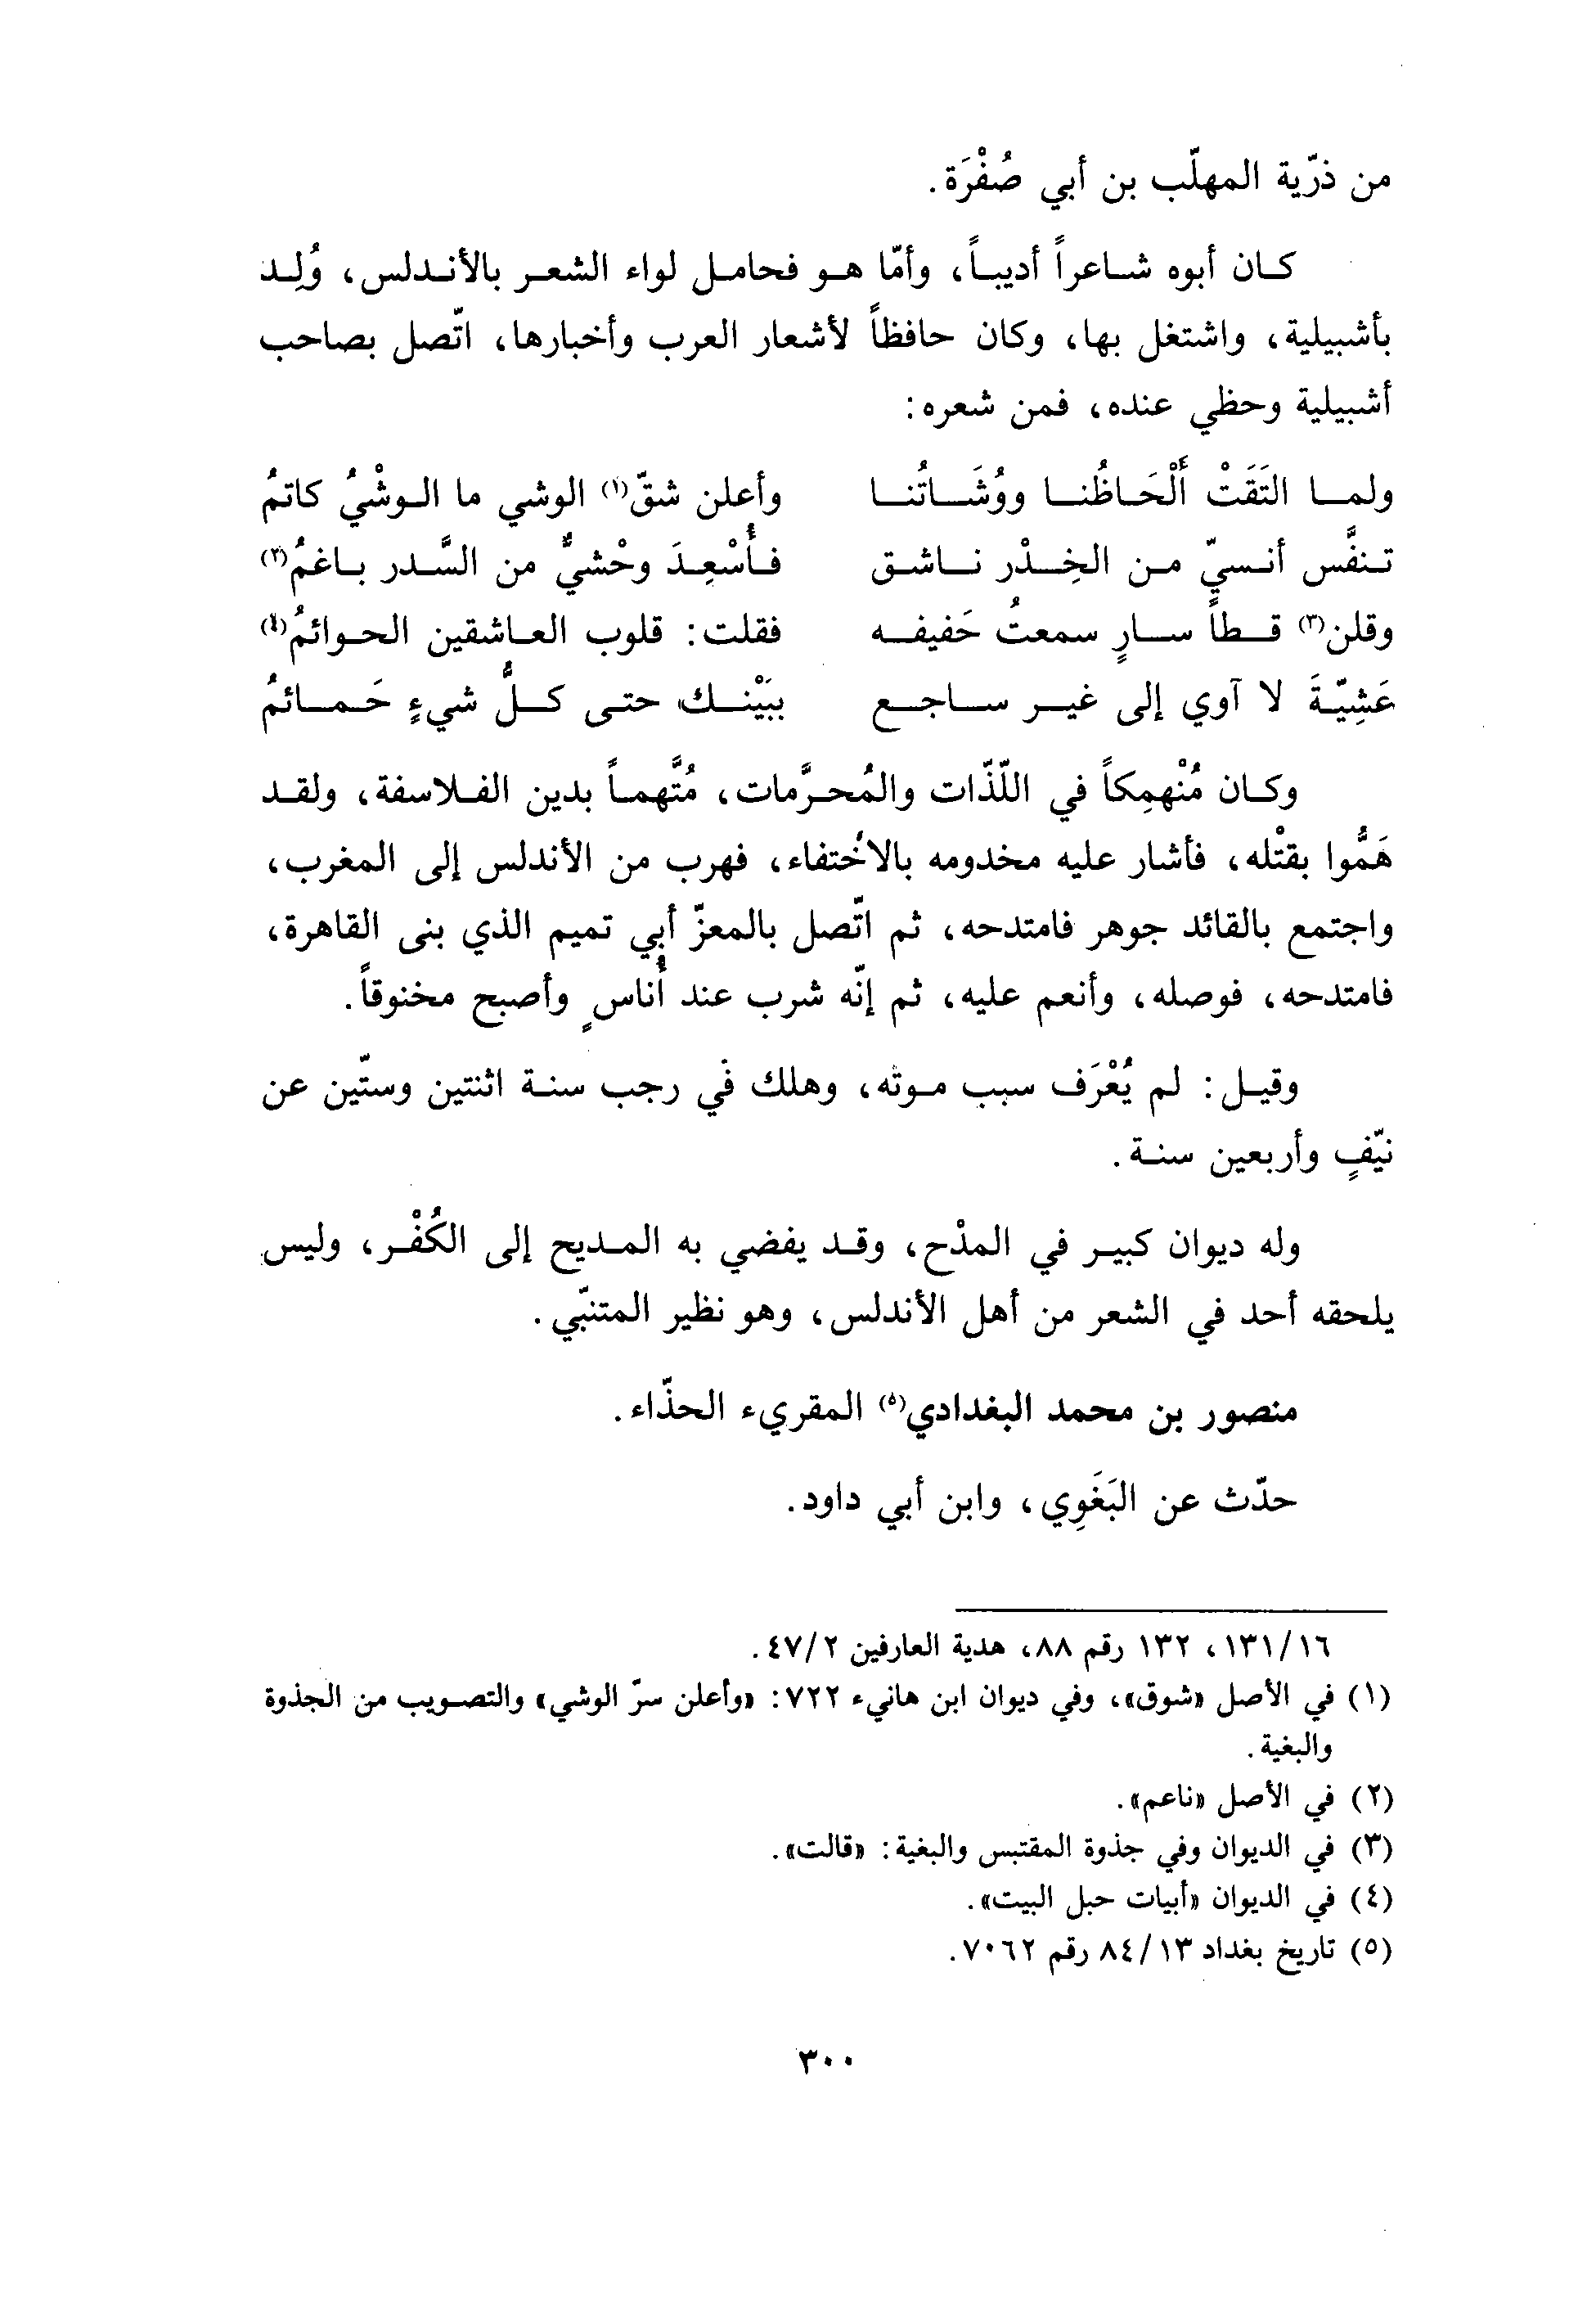 من ذرّية المهلّب بن أبي صُفْرَة.
كان أبوه شاعراً أديباً، وأمّا هو فحامل لواء الشعر بالأندلس، وُلِد
بأشبيلية، واشتغل بها، وكان حافظاً لأشعار العرب وأخبارها، اتّصل بصاحب
أشبيلية وحظي عنده، فمن شعره:
ولما التَقَتْ أَلْحَاظُنا ووُشَاتُنا وأعلن شقّ(١) الوشي ما الوشْيُ كاتمُ
تنفَّس أنسيّ من الخِدْر ناشق فأُسْعِدَ وحْشيٌّ من السَّدر باغمُ(٢)
وقلن(٣) قطاً سارٍ سمعتُ حَفيفه فقلت: قلوب العاشقين الحوائمُ(٤)
عَشِيّةَ لا آوي إلى غير ساجع ببَيْنك حتى كلُّ شيءٍ حَمائمُ
وكان مُنْهمِكاً في اللّذّات والمُحرَّمات، مُتَّهماً بدين الفلاسفة، ولقد
هَمُّوا بقتْله، فأشار عليه مخدومه بالاخُتفاء، فهرب من الأندلس إلى المغرب،
واجتمع بالقائد جوهر فامتدحه، ثم اتّصل بالمعزّ أبي تميم الذي بنى القاهرة،
فامتدحه، فوصله، وأنعم عليه، ثم إنّه شرب عند أُناسٍ وأصبح مخنوقاً.
وقيل: لم يُعْرَف سبب موته، وهلك في رجب سنة اثنتين وستّين عن
نيّفٍ وأربعين سنة.
وله ديوان كبير في المدْح، وقد يفضي به المديح إلى الكُفْر، وليس
يلحقه أحد في الشعر من أهل الأندلس، وهو نظير المتنبّي.
منصور بن محمد البغدادي(٥) المقريء الحذّاء.
حدّث عن البَغَوِي، وابن أبي داود.
١٣١/١٦، ١٣٢ رقم ٨٨، هدية العارفين ٤٧/٢.
(١) في الأصل «شوق»، وفي ديوان ابن هانيء ٧٢٢: «وأعلن سرّ الوشي» والتصويب من الجذوة
والبغية.
(٢) في الأصل «ناعم».
(٣) في الديوان وفي جذوة المقتبس والبغية: «قالت».
(٤) في الديوان «أبيات حبل البيت».
(٥) تاريخ بغداد ٨٤/١٣ رقم ٧٠٦٢.
٣٠٠